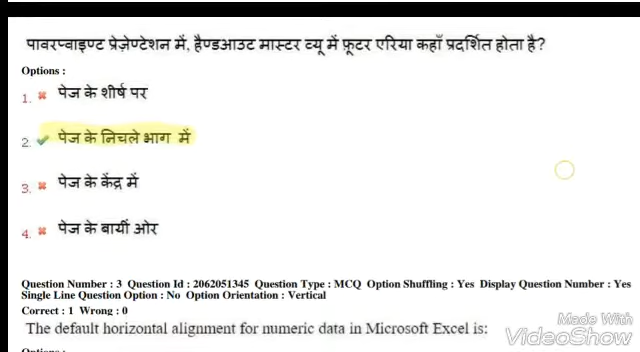 पावरप्वाइण्ट प्रेज़ेण्टेशन में, हैण्डआउट मास्टर व्यू में फ़ूटर एरिया कहाँ प्रदर्शित होता है?
Options :
1. पेज के शीर्ष पर
2. पेज के निचले भाग में
3. पेज के केंद्र में
4. पेज के बायीं ओर
Question Number : 3 Question Id : 2062051345 Question Type : MCQ Option Shuffling : Yes Display Question Number : Yes
Single Line Question Option : No Option Orientation : Vertical
Correct : 1 Wrong : 0
The default horizontal alignment for numeric data in Microsoft Excel is:
Made With
VideoShow
Options :